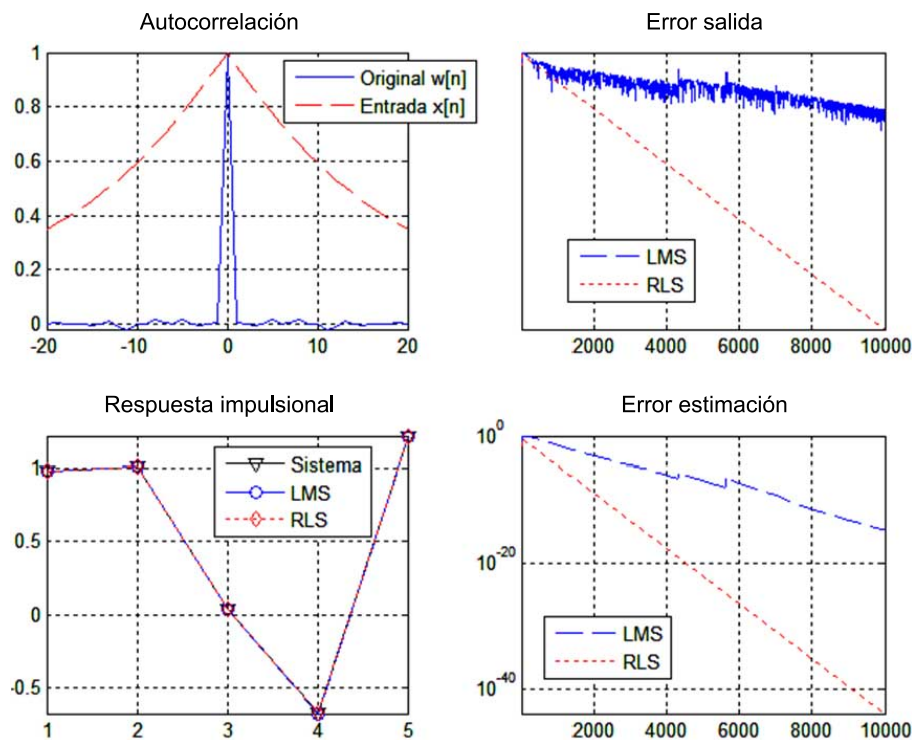 Autocorrelación
1
0.8
0.6
0.4
0.2
0
-20
-10
0
10
20
Original w[n]
Entrada x[n]
Error salida
LMS
RLS
2000
4000
6000
8000
10000
Respuesta impulsional
1
0.5
0
-0.5
1
2
3
4
5
Sistema
LMS
RLS
Error estimación
10^0
10^-20
10^-40
LMS
RLS
2000
4000
6000
8000
10000